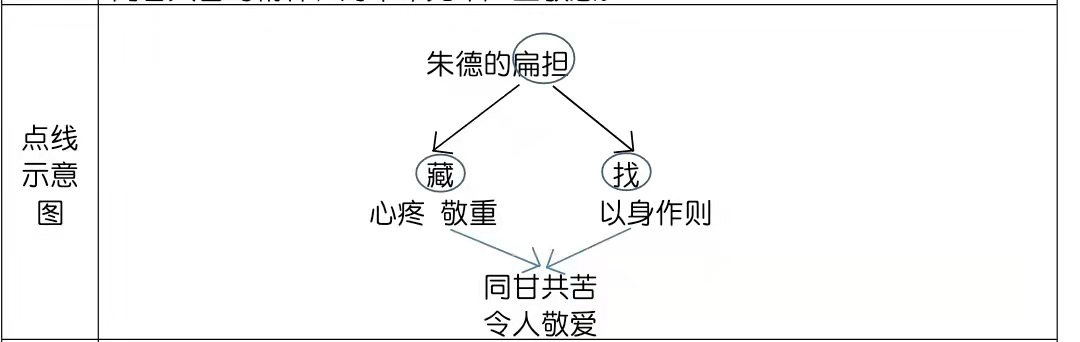 朱德的扁担
点线
示意
图
藏 找
心疼 敬重 以身作则
同甘共苦
令人敬爱